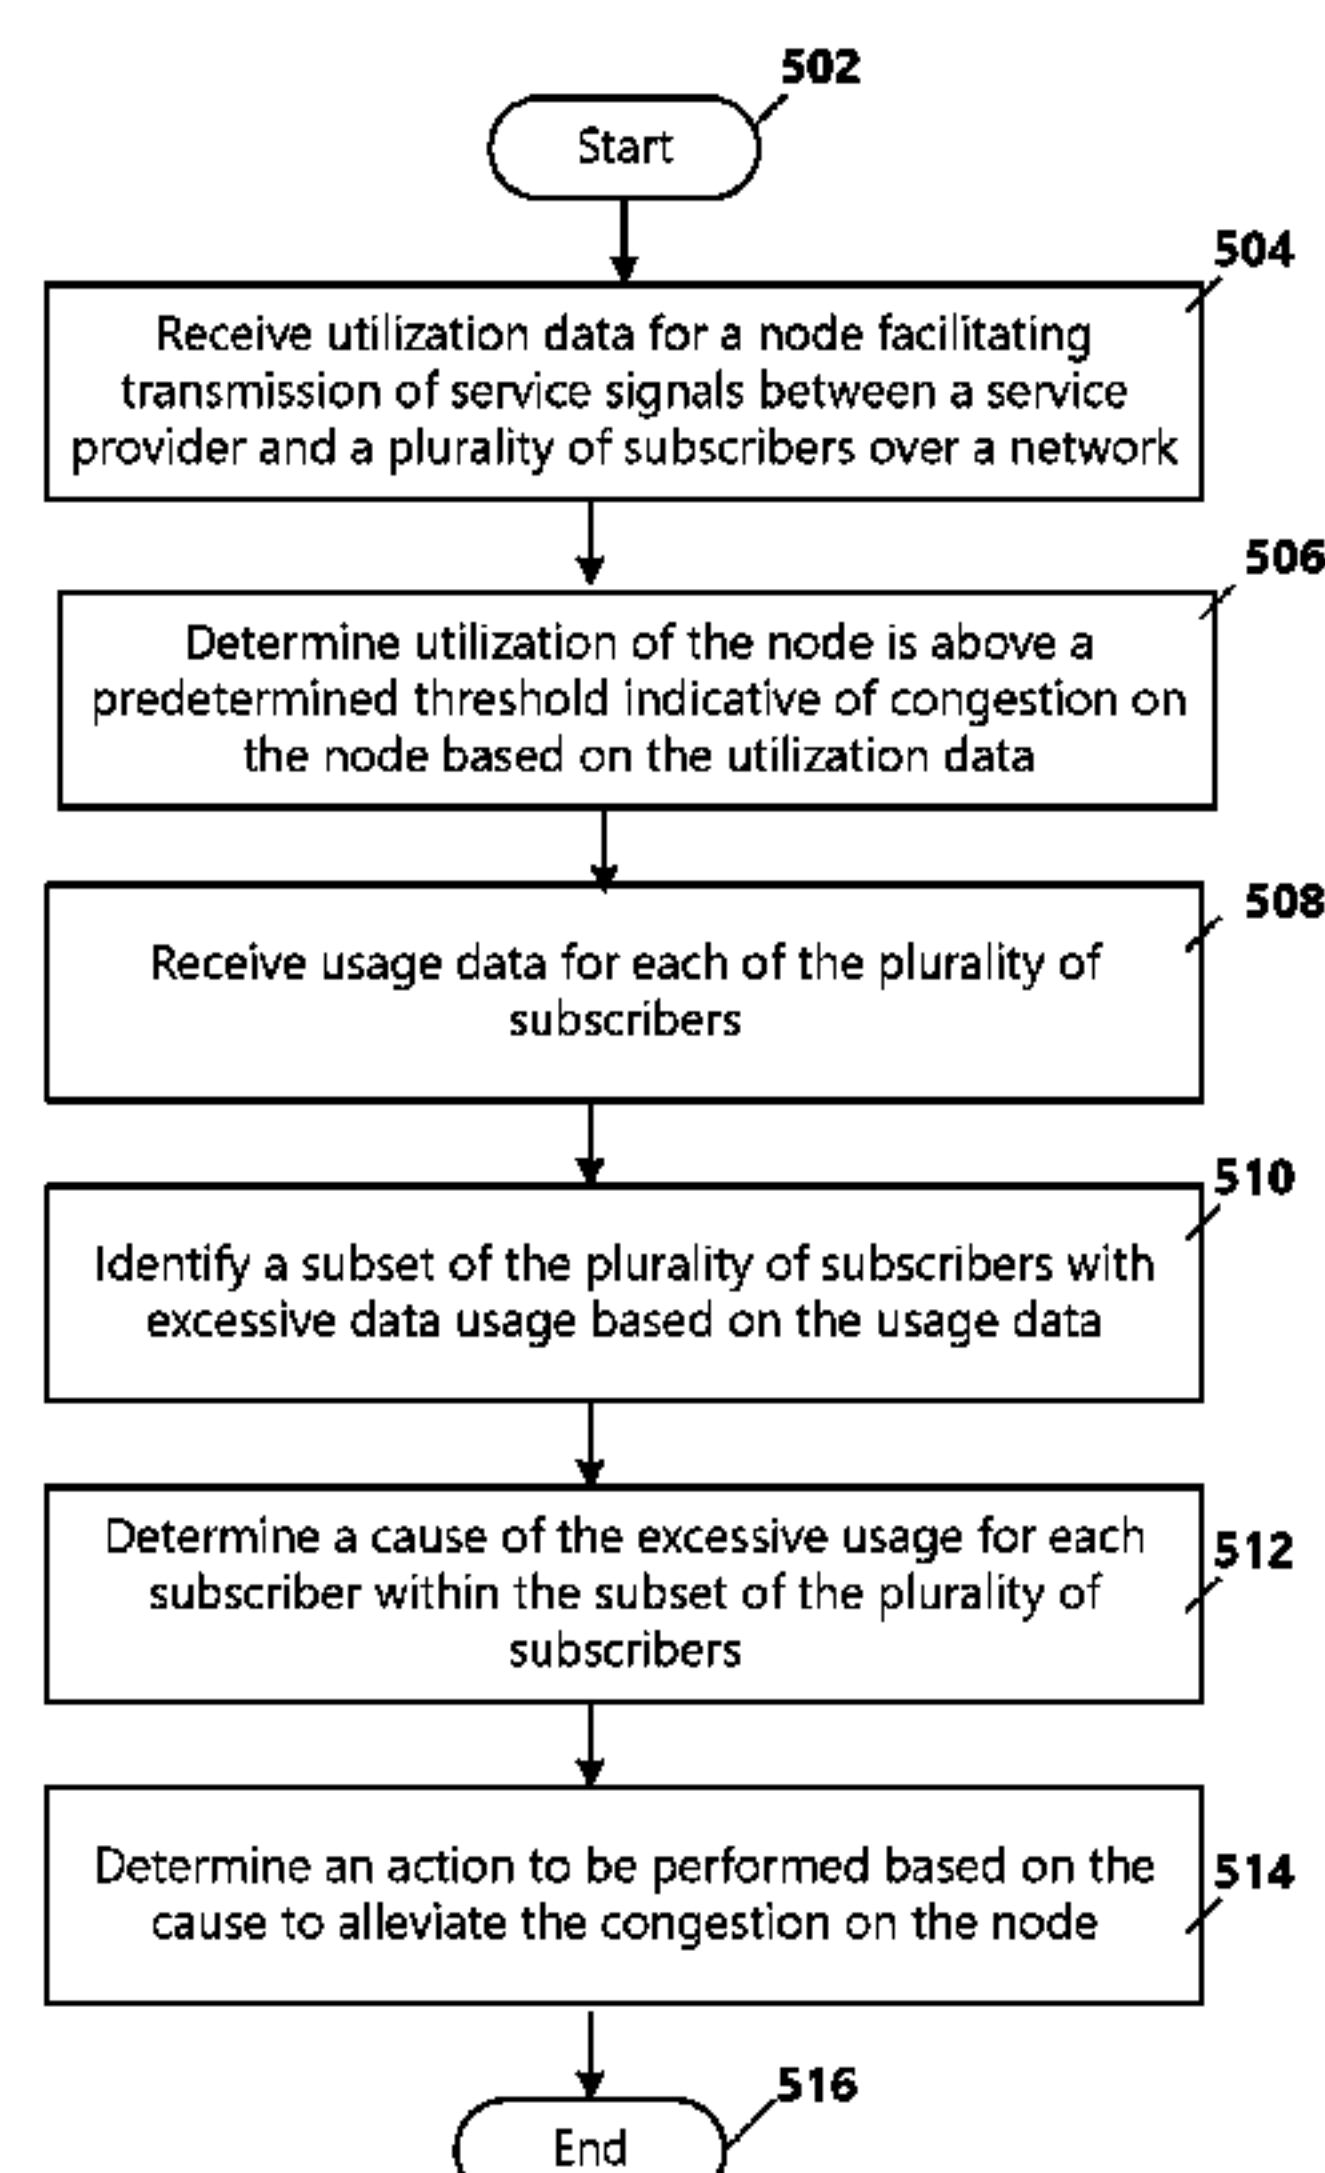 502
Start
504
Receive utilization data for a node facilitating
transmission of service signals between a service
provider and a plurality of subscribers over a network
506
Determine utilization of the node is above a
predetermined threshold indicative of congestion on
the node based on the utilization data
508
Receive usage data for each of the plurality of
subscribers
510
Identify a subset of the plurality of subscribers with
excessive data usage based on the usage data
512
Determine a cause of the excessive usage for each
subscriber within the subset of the plurality of
subscribers
514
Determine an action to be performed based on the
cause to alleviate the congestion on the node
516
End